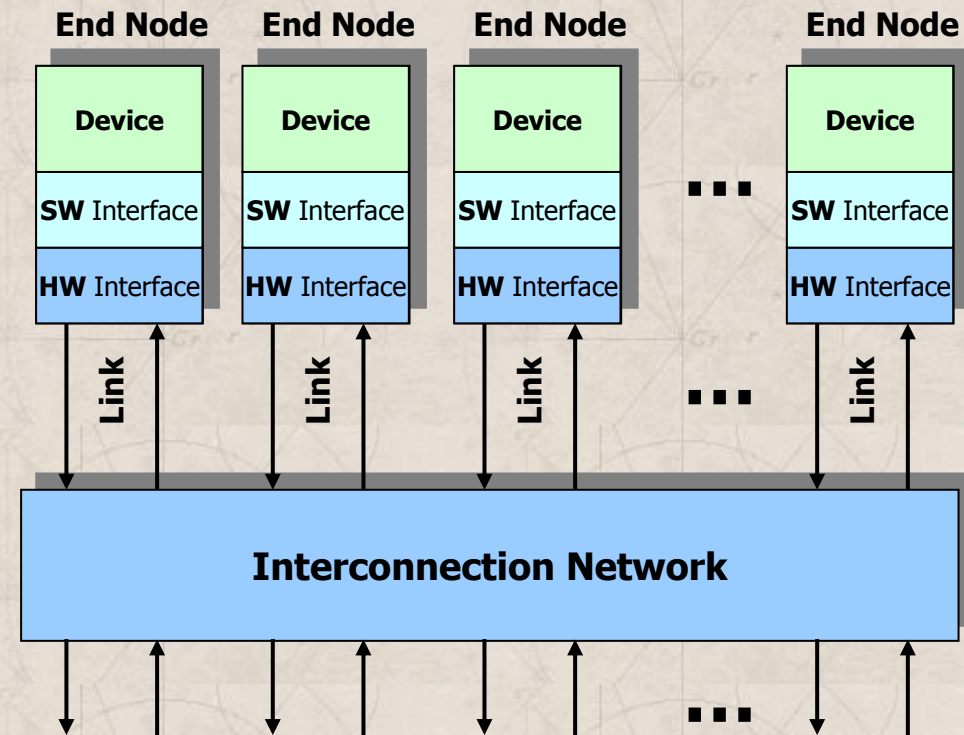 End Node End Node End Node End Node
Device Device Device Device
...
SW Interface SW Interface SW Interface SW Interface
HW Interface HW Interface HW Interface HW Interface
Link Link Link ... Link
Interconnection Network
...